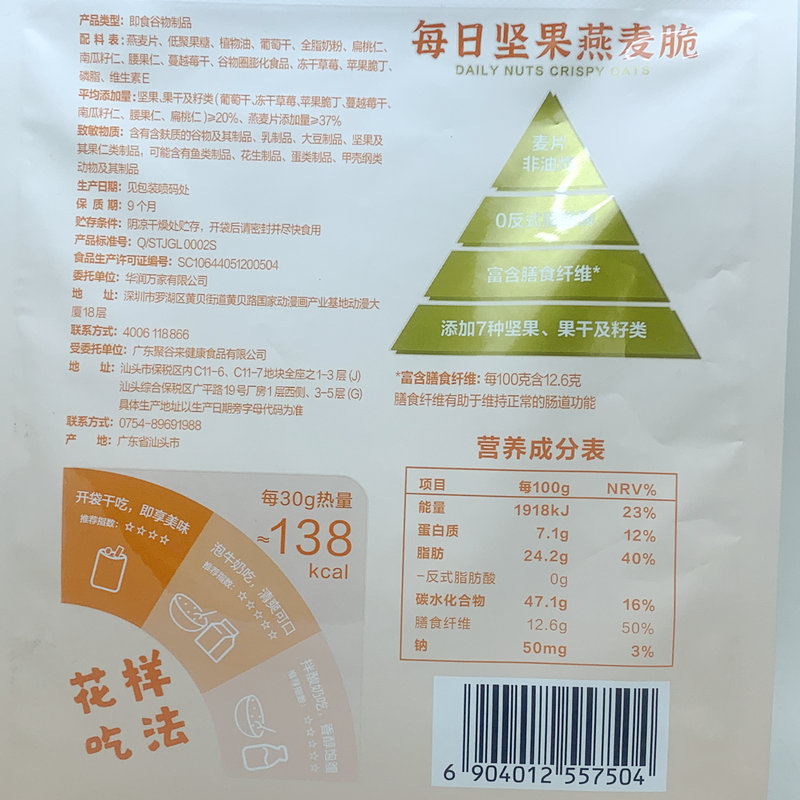 产品类型：即食谷物制品
配 料 表：燕麦片、低聚果糖、植物油、葡萄干、全脂奶粉、扁桃仁、
南瓜籽仁、腰果仁、蔓越莓干、谷物圈膨化食品、冻干草莓、苹果脆丁、
磷脂、维生素E
平均添加量：坚果、果干及籽类（葡萄干、冻干草莓、苹果脆丁、蔓越莓干、
南瓜籽仁、腰果仁、扁桃仁）≥20%、燕麦片添加量≥37%
致敏物质：含有含麸质的谷物及其制品、乳制品、大豆制品、坚果及
其果仁类制品，可能含有鱼类制品、花生制品、蛋类制品、甲壳纲类
动物及其制品
生产日期：见包装喷码处
保 质 期：9个月
贮存条件：阴凉干燥处贮存，开袋后请密封并尽快食用
产品标准号：Q/STJGL 0002S
食品生产许可证编号：SC10644051200504
委托单位：华润万家有限公司
地 址：深圳市罗湖区黄贝街道黄贝路国家动漫画产业基地动漫大
厦18层
联系方式：4006 118 866
受委托单位：广东聚谷来健康食品有限公司
地 址：汕头市保税区内C11-6、C11-7地块全座之1-3层(J)
汕头综合保税区广平路19号厂房1层西侧、3-5层(G)
具体生产地址以生产日期旁字母代码为准
联系方式：0754-89691988
产 地：广东省汕头市
每日坚果燕麦脆
DAILY NUTS CRISPY OATS
麦片
非油
0反式
富含膳食纤维*
添加7种坚果、果干及籽类
*富含膳食纤维：每100克含12.6克
膳食纤维有助于维持正常的肠道功能
营养成分表
项目 每100g NRV%
能量 1918kJ 23%
蛋白质 7.1g 12%
脂肪 24.2g 40%
-反式脂肪酸 0g
碳水化合物 47.1g 16%
膳食纤维 12.6g 50%
钠 50mg 3%
6 904012 557504
每30g热量
≈138
kcal
开袋干吃，即享美味
推荐指数：☆☆☆☆
泡牛奶吃，清爽可口
推荐指数：☆☆☆☆☆
拌酸奶吃，香醇饱满
推荐指数：☆☆☆☆☆
花样
吃法